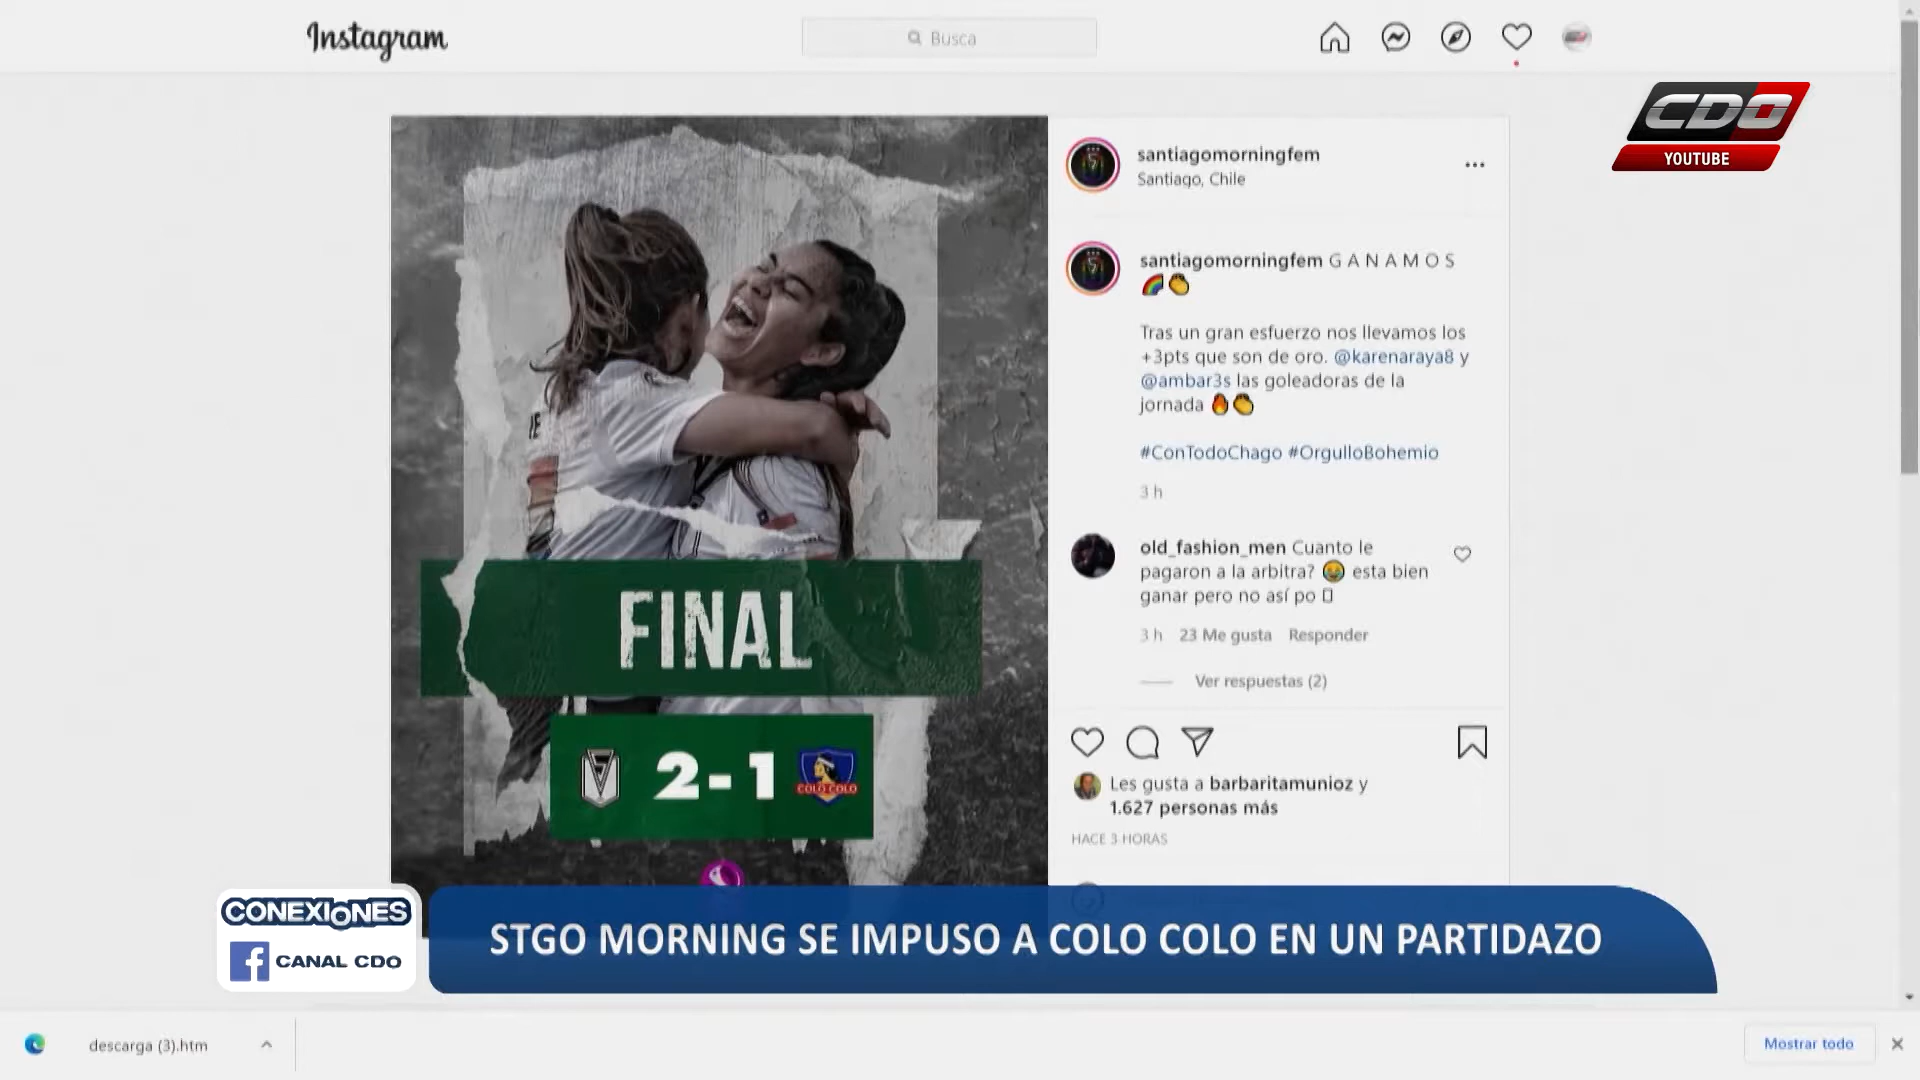 Instagram
Busca
CDO
YOUTUBE
santiagomorningfem
Santiago, Chile
santiagomorningfem G A N A M O S
🌈👏
Tras un gran esfuerzo nos llevamos los
+3pts que son de oro. @karenaraya8 y
@ambar3s las goleadoras de la
jornada 🔥👏
#ConTodoChago #OrgulloBohemio
3 h
old_fashion_men Cuanto le
pagaron a la arbitra? 😂 esta bien
ganar pero no así po
3 h 23 Me gusta Responder
Ver respuestas (2)
FINAL
2-1
COLO COLO
Les gusta a barbaritamunioz y
1.627 personas más
HACE 3 HORAS
CONEXIONES
CANAL CDO
STGO MORNING SE IMPUSO A COLO COLO EN UN PARTIDAZO
descarga (3).htm
Mostrar todo